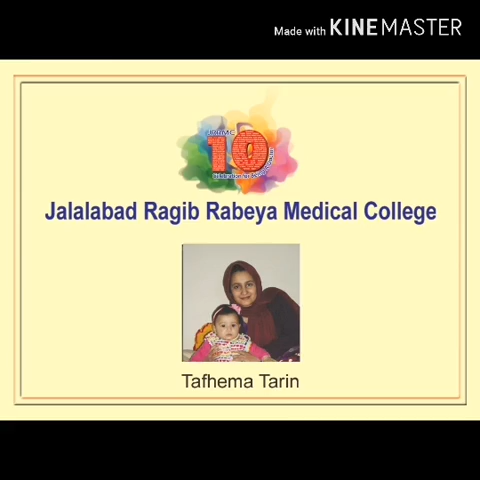 Made with KINEMASTER
JRRMC
10
Jalalabad Ragib Rabeya Medical College
Tafhema Tarin